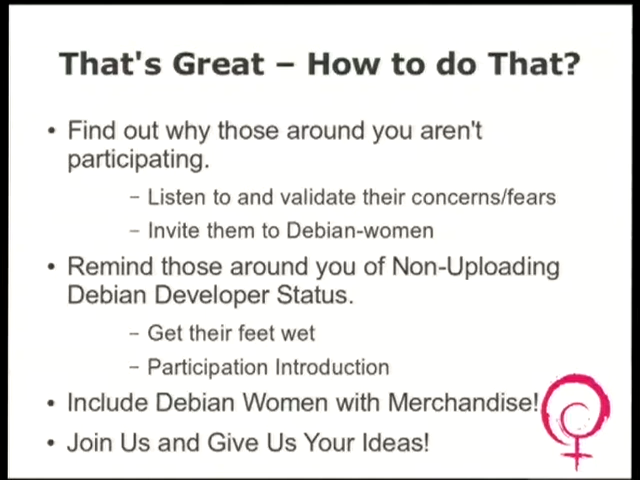 That's Great – How to do That?
• Find out why those around you aren't
participating.
– Listen to and validate their concerns/fears
– Invite them to Debian-women
• Remind those around you of Non-Uploading
Debian Developer Status.
– Get their feet wet
– Participation Introduction
• Include Debian Women with Merchandise!
• Join Us and Give Us Your Ideas!